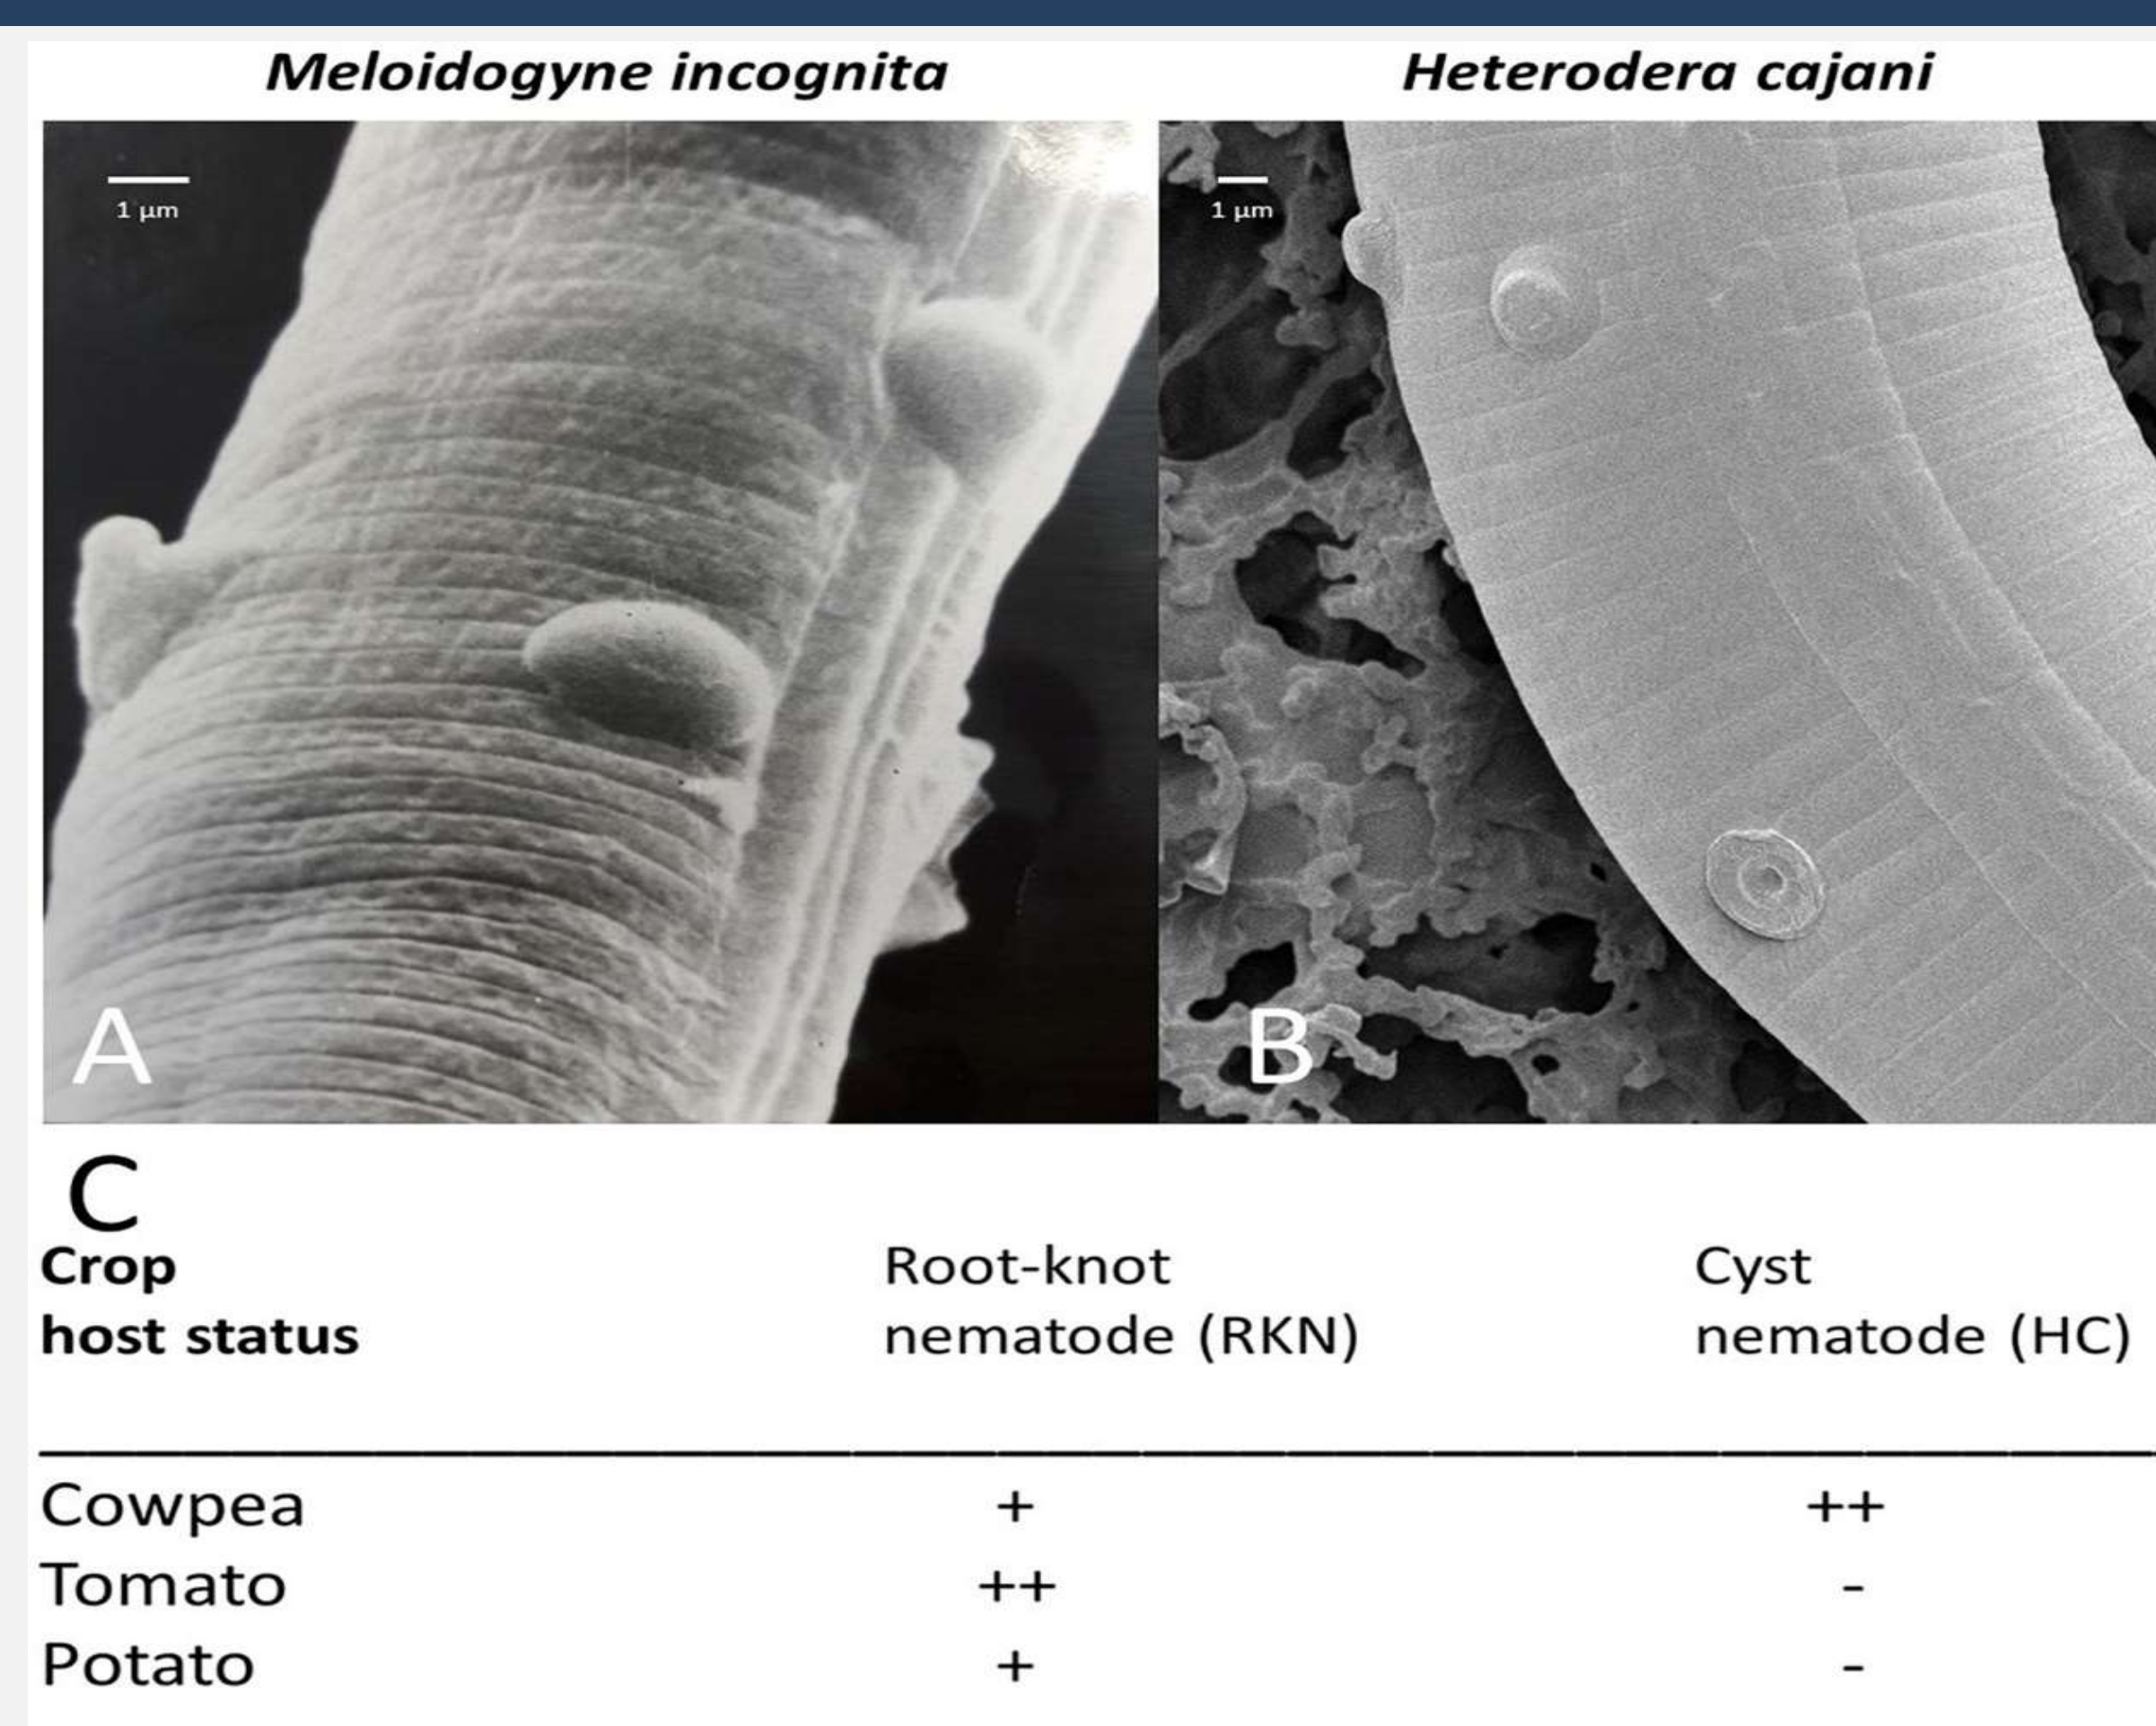 Meloidogyne incognita
Heterodera cajani
1 µm
1 µm
A
B
C
Crop
host status
Root-knot
nematode (RKN)
Cyst
nematode (HC)
Cowpea + ++
Tomato ++ -
Potato + -